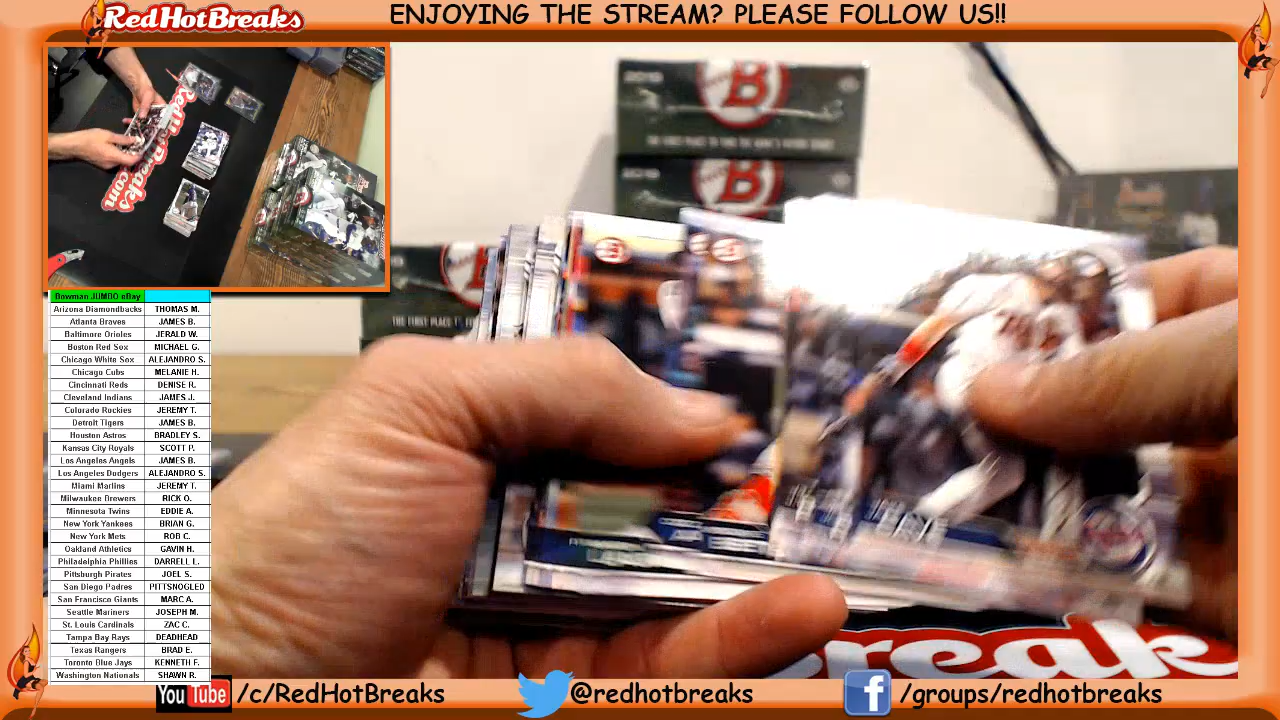 RedHotBreaks
ENJOYING THE STREAM? PLEASE FOLLOW US!!
B
B
RedHotBreaks
.com
Bowman JUMBO eBay
Arizona Diamondbacks THOMAS M.
Atlanta Braves JAMES B.
Baltimore Orioles JERALD W.
Boston Red Sox MICHAEL G.
Chicago White Sox ALEJANDRO S.
Chicago Cubs MELANIE H.
Cincinnati Reds DENISE R.
Cleveland Indians JAMES J.
Colorado Rockies JEREMY T.
Detroit Tigers JAMES B.
Houston Astros BRADLEY S.
Kansas City Royals SCOTT P.
Los Angeles Angels JAMES B.
Los Angeles Dodgers ALEJANDRO S.
Miami Marlins JEREMY T.
Milwaukee Brewers RICK O.
Minnesota Twins EDDIE A.
New York Yankees BRIAN G.
New York Mets ROB C.
Oakland Athletics GAVIN H.
Philadelphia Phillies DARRELL L.
Pittsburgh Pirates JOEL S.
San Diego Padres PITTSNOGLED
San Francisco Giants MARC A.
Seattle Mariners JOSEPH M.
St. Louis Cardinals ZAC C.
Tampa Bay Rays DEADHEAD
Texas Rangers BRAD E.
Toronto Blue Jays KENNETH F.
Washington Nationals SHAWN R.
THE FIRST PLACE
reak
YouTube /c/RedHotBreaks
@redhotbreaks
f /groups/redhotbreaks